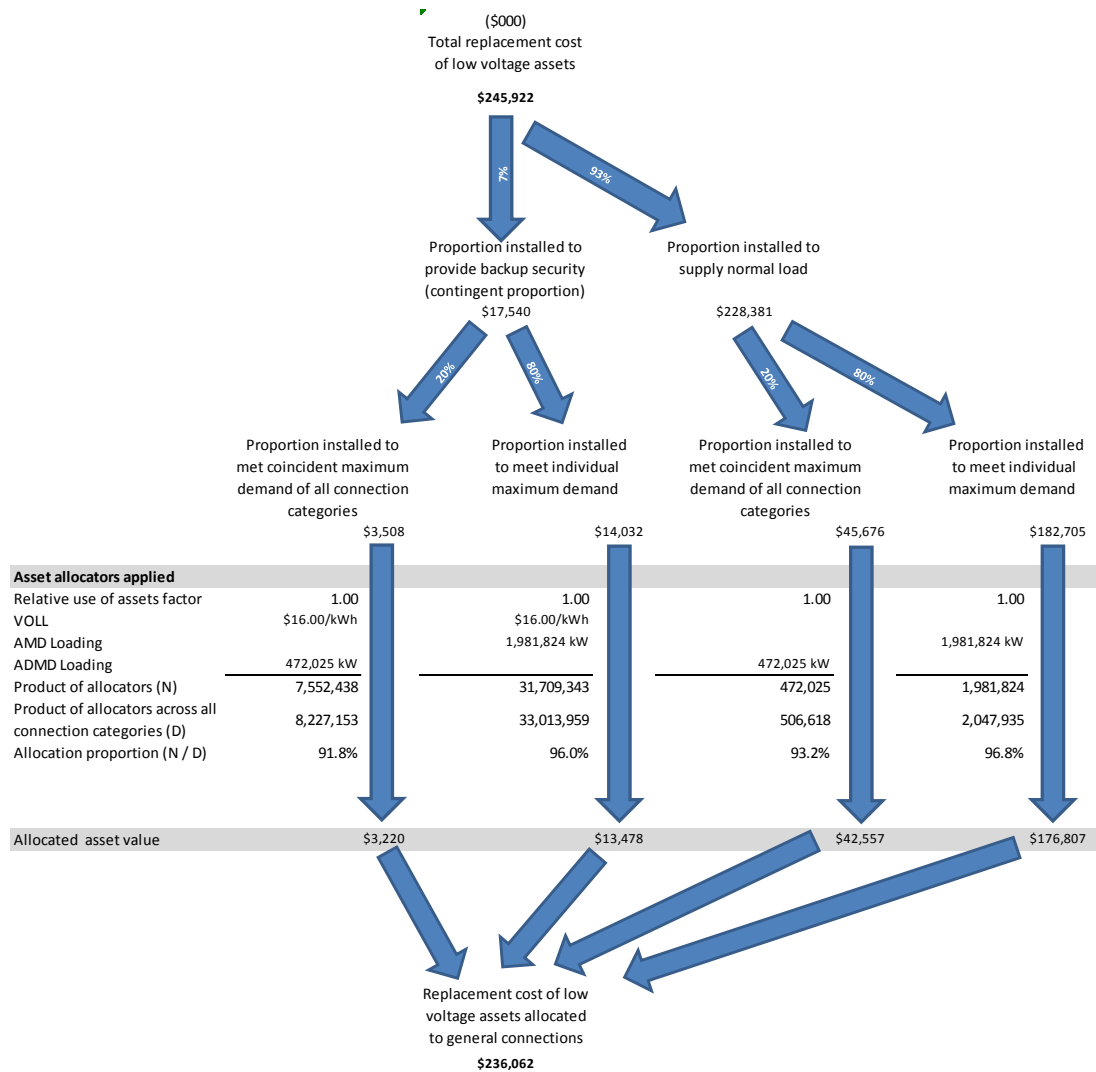 ($000)
Total replacement cost
of low voltage assets
$245,922
7%
93%
Proportion installed to
provide backup security
(contingent proportion)
$17,540
Proportion installed to
supply normal load
$228,381
20%
80%
20%
80%
Proportion installed to
met coincident maximum
demand of all connection
categories
$3,508
Proportion installed
to meet individual
maximum demand
$14,032
Proportion installed to
met coincident maximum
demand of all connection
categories
$45,676
Proportion installed
to meet individual
maximum demand
$182,705
Asset allocators applied
Relative use of assets factor 1.00 1.00 1.00 1.00
VOLL $16.00/kWh $16.00/kWh
AMD Loading 1,981,824 kW 1,981,824 kW
ADMD Loading 472,025 kW 472,025 kW
Product of allocators (N) 7,552,438 31,709,343 472,025 1,981,824
Product of allocators across all
connection categories (D) 8,227,153 33,013,959 506,618 2,047,935
Allocation proportion (N / D) 91.8% 96.0% 93.2% 96.8%
Allocated asset value $3,220 $13,478 $42,557 $176,807
Replacement cost of low
voltage assets allocated
to general connections
$236,062